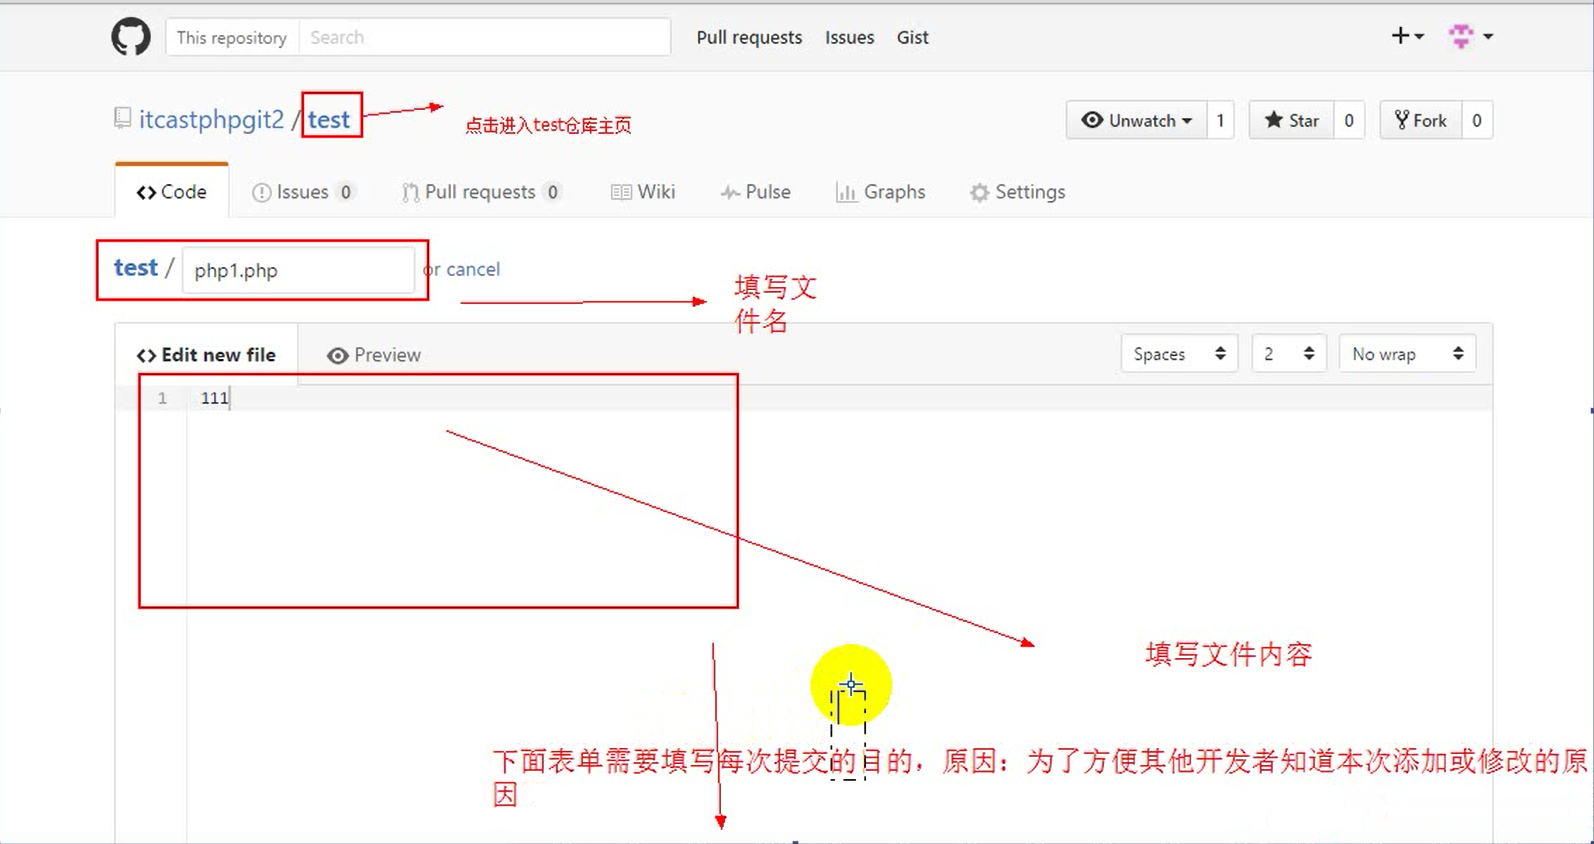 This repository Search Pull requests Issues Gist
itcastphpgit2 / test 点击进入test仓库主页 Unwatch 1 Star 0 Fork 0
Code Issues 0 Pull requests 0 Wiki Pulse Graphs Settings
test / php1.php or cancel
填写文
件名
Edit new file Preview Spaces 2 No wrap
1 111
填写文件内容
下面表单需要填写每次提交的目的，原因：为了方便其他开发者知道本次添加或修改的原
因